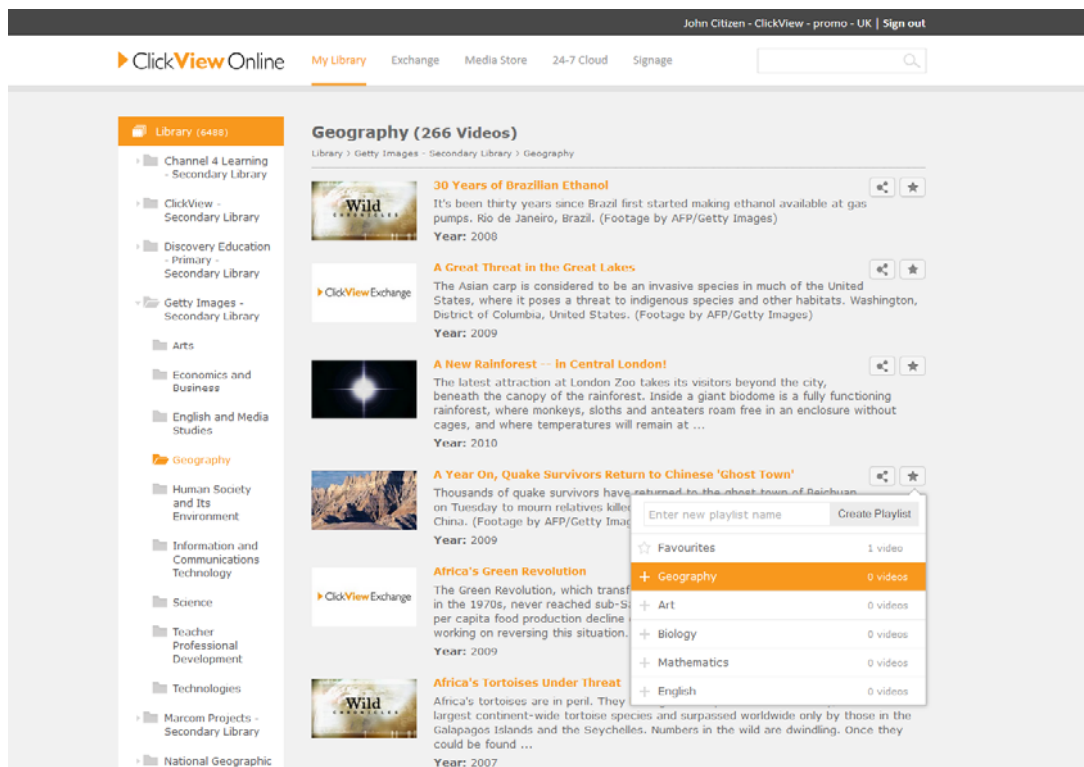 John Citizen - ClickView - promo - UK | Sign out
ClickView Online
My Library
Exchange
Media Store
24-7 Cloud
Signage
Library (6488)
Channel 4 Learning
- Secondary Library
ClickView -
Secondary Library
Discovery Education
- Primary -
Secondary Library
Getty Images -
Secondary Library
Arts
Economics and
Business
English and Media
Studies
Geography
Human Society
and Its
Environment
Information and
Communications
Technology
Science
Teacher
Professional
Development
Technologies
Marcom Projects -
Secondary Library
National Geographic
Geography (266 Videos)
Library > Getty Images - Secondary Library > Geography
Wild
CHRONICLES
30 Years of Brazilian Ethanol
It's been thirty years since Brazil first started making ethanol available at gas
pumps. Rio de Janeiro, Brazil. (Footage by AFP/Getty Images)
Year: 2008
ClickView Exchange
A Great Threat in the Great Lakes
The Asian carp is considered to be an invasive species in much of the United
States, where it poses a threat to indigenous species and other habitats. Washington,
District of Columbia, United States. (Footage by AFP/Getty Images)
Year: 2009
A New Rainforest -- in Central London!
The latest attraction at London Zoo takes its visitors beyond the city,
beneath the canopy of the rainforest. Inside a giant biodome is a fully functioning
rainforest, where monkeys, sloths and anteaters roam free in an enclosure without
cages, and where temperatures will remain at ...
Year: 2010
A Year On, Quake Survivors Return to Chinese 'Ghost Town'
Thousands of quake survivors have returned to the ghost town of Beichuan
on Tuesday to mourn relatives kille
China. (Footage by AFP/Getty Imag
Year: 2009
Enter new playlist name
Create Playlist
Favourites
1 video
Geography
0 videos
Art
0 videos
Biology
0 videos
Mathematics
0 videos
English
0 videos
ClickView Exchange
Africa's Green Revolution
The Green Revolution, which transf
in the 1970s, never reached sub-S
per capita food production decline
working on reversing this situation.
Year: 2009
Wild
CHRONICLES
Africa's Tortoises Under Threat
Africa's tortoises are in peril. They
largest continent-wide tortoise species and surpassed worldwide only by those in the
Galapagos Islands and the Seychelles. Numbers in the wild are dwindling. Once they
could be found ...
Year: 2007